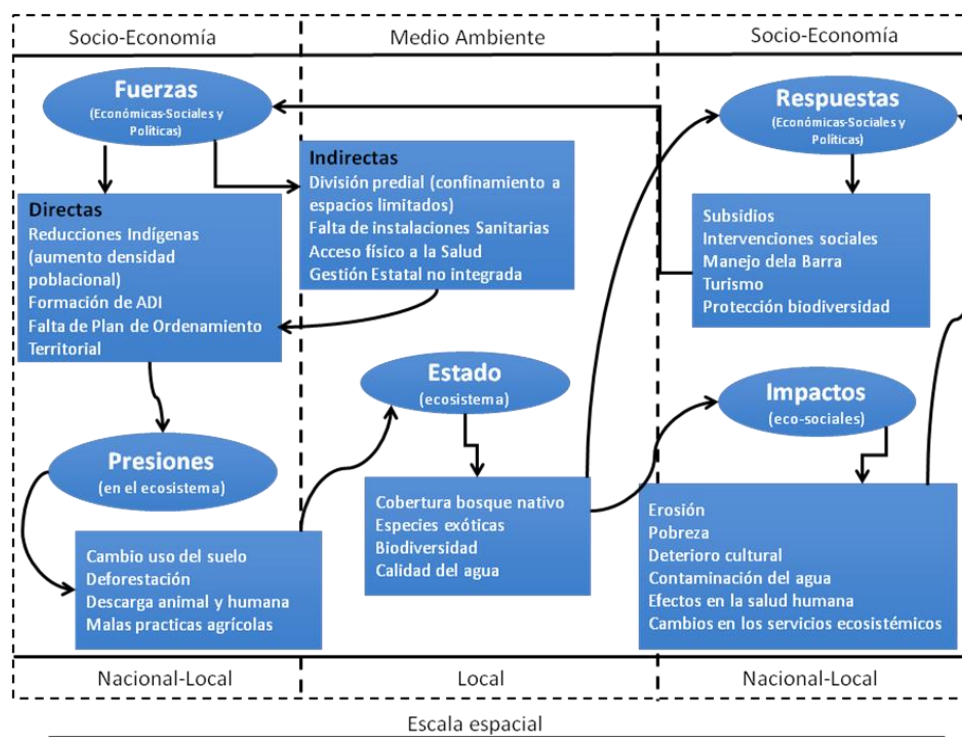 Socio-Economía
Medio Ambiente
Socio-Economía
Fuerzas
(Económicas-Sociales y
Políticas)
Respuestas
(Económicas-Sociales y
Políticas)
Indirectas
División predial (confinamiento a
espacios limitados)
Falta de instalaciones Sanitarias
Acceso físico a la Salud
Gestión Estatal no integrada
Directas
Reducciones Indígenas
(aumento densidad
poblacional)
Formación de ADI
Falta de Plan de Ordenamiento
Territorial
Subsidios
Intervenciones sociales
Manejo dela Barra
Turismo
Protección biodiversidad
Estado
(ecosistema)
Impactos
(eco-sociales)
Presiones
(en el ecosistema)
Cobertura bosque nativo
Especies exóticas
Biodiversidad
Calidad del agua
Erosión
Pobreza
Deterioro cultural
Contaminación del agua
Efectos en la salud humana
Cambios en los servicios ecosistémicos
Cambio uso del suelo
Deforestación
Descarga animal y humana
Malas practicas agrícolas
Nacional-Local
Local
Nacional-Local
Escala espacial